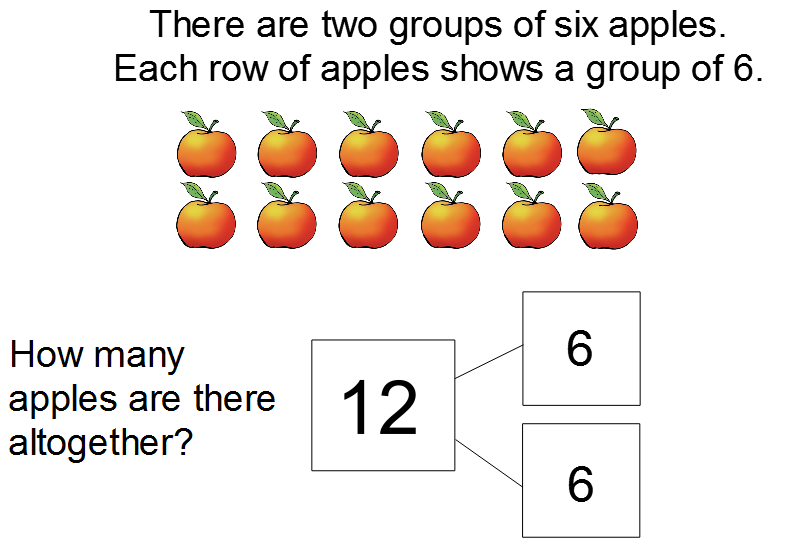 There are two groups of six apples.
Each row of apples shows a group of 6.
How many
apples are there
altogether?
12
6
6